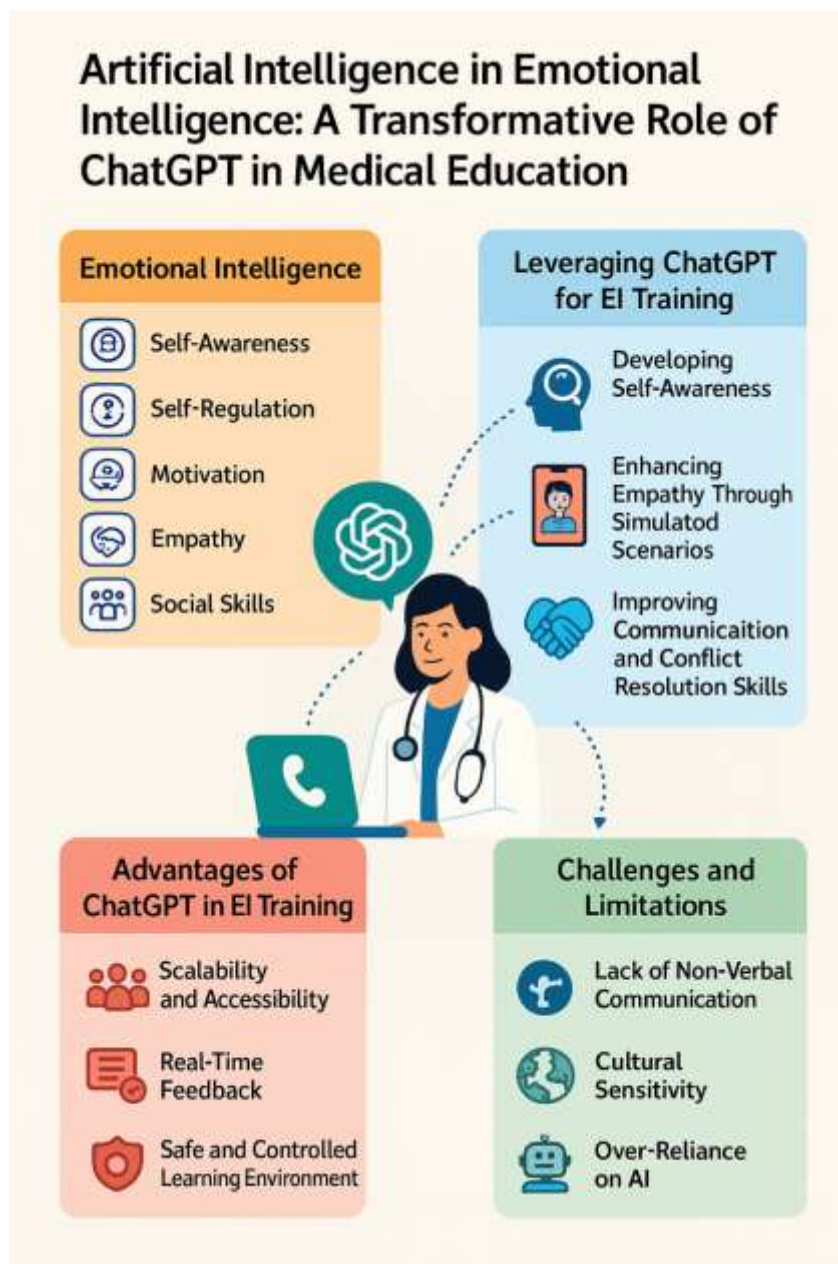 Artificial Intelligence in Emotional
Intelligence: A Transformative Role of
ChatGPT in Medical Education
Emotional Intelligence
Self-Awareness
Self-Regulation
Motivation
Empathy
Social Skills
Leveraging ChatGPT
for EI Training
Developing
Self-Awareness
Enhancing
Empathy Through
Simulatod
Scenarios
Improving
Communicaition
and Conflict
Resolution Skills
Advantages of
ChatGPT in EI Training
Scalability
and Accessibility
Real-Time
Feedback
Safe and Controlled
Learning Environment
Challenges and
Limitations
Lack of Non-Verbal
Communication
Cultural
Sensitivity
Over-Reliance
on AI